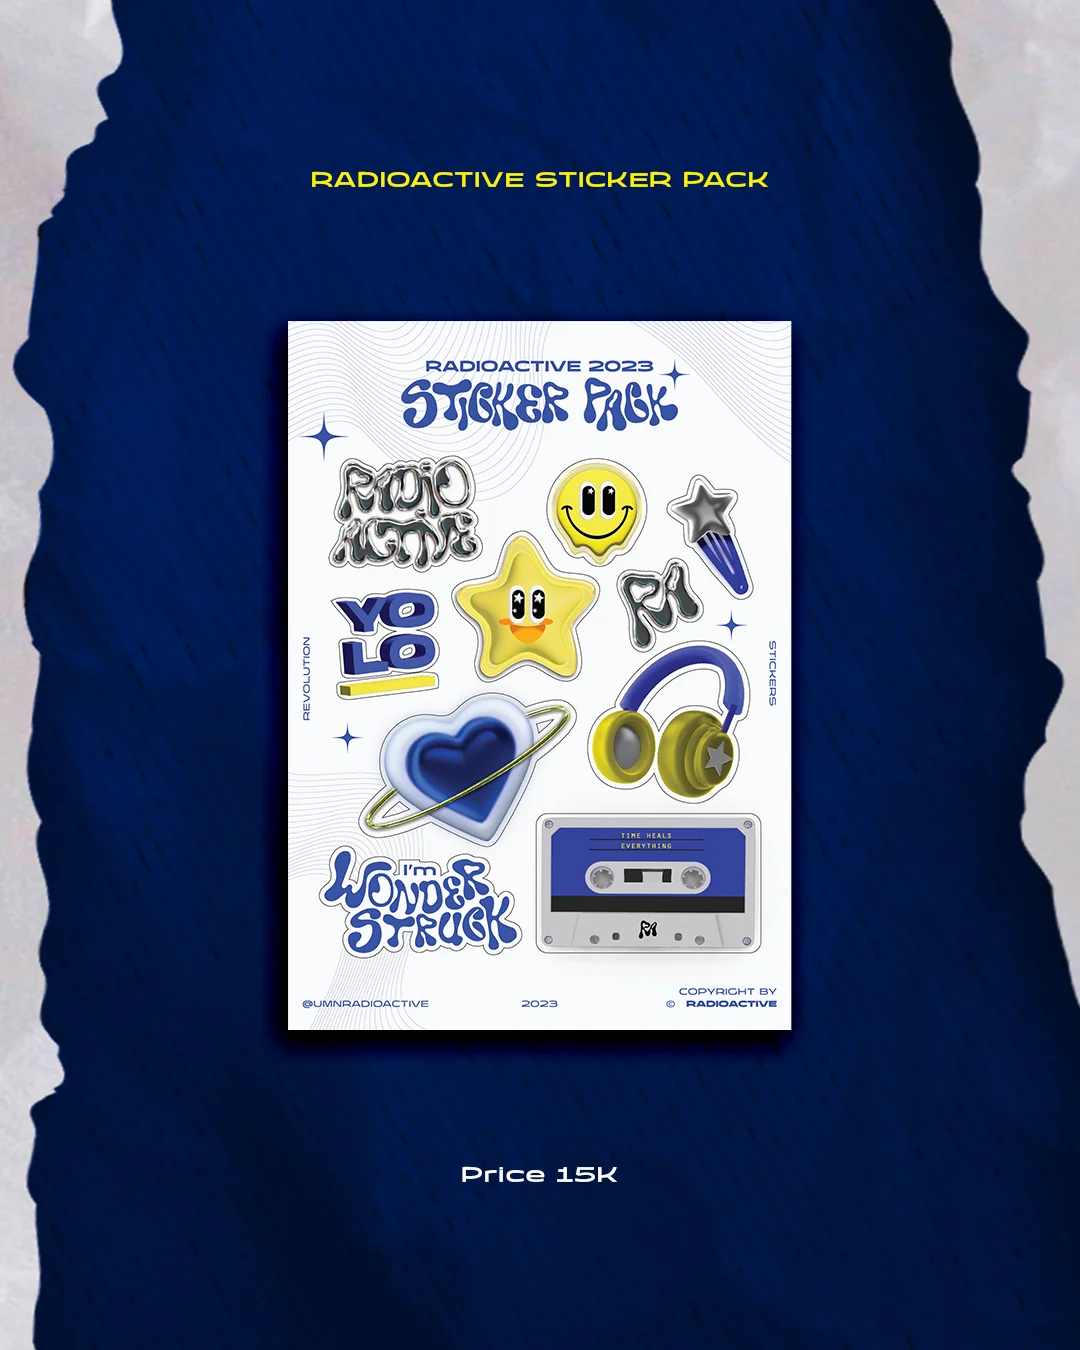 RADIOACTIVE STICKER PACK
RADIOACTIVE 2023
STICKER PACK
RADIO
ACTIVE
YO
LO
REVOLUTION
STICKERS
TIME HEALS
EVERYTHING
I'm
WONDER
STRUCK
@UMNRADIOACTIVE
2023
COPYRIGHT BY
© RADIOACTIVE
Price 15K